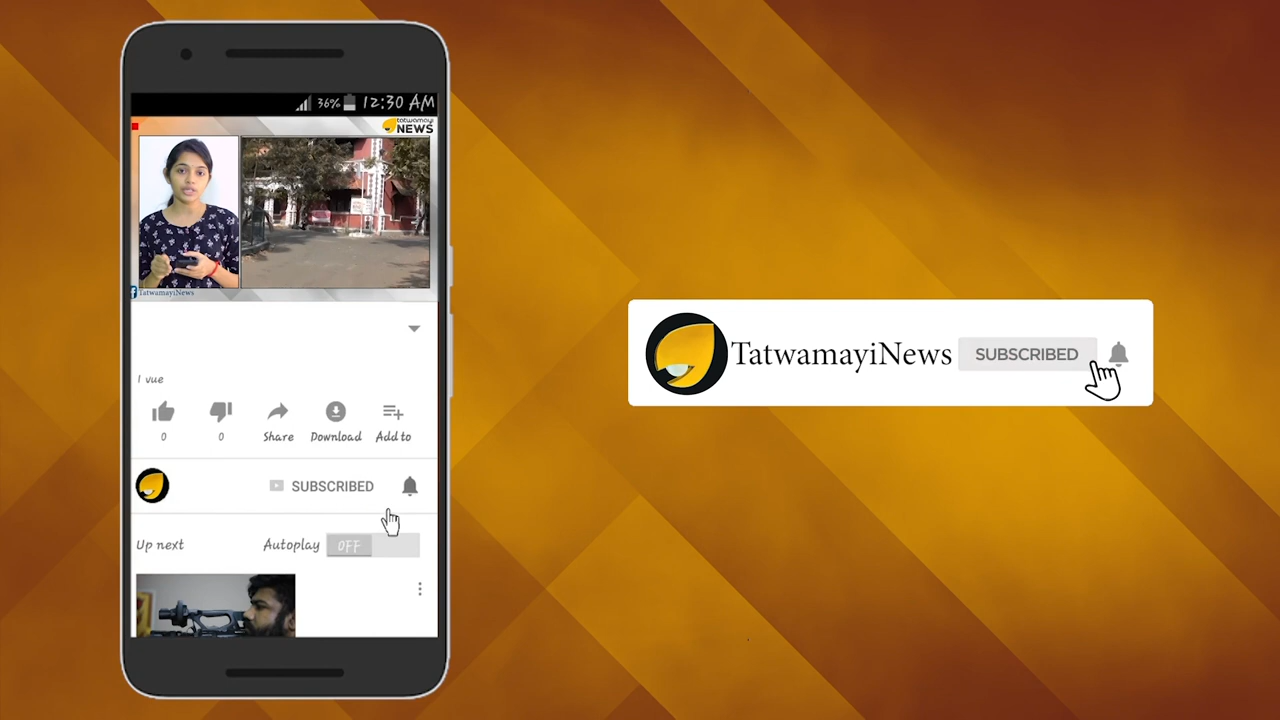 36% 12:30 AM
tatwamayi
NEWS
TatwamayiNews
1 vue
0 0 Share Download Add to
SUBSCRIBED
Up next Autoplay OFF
TatwamayiNews SUBSCRIBED